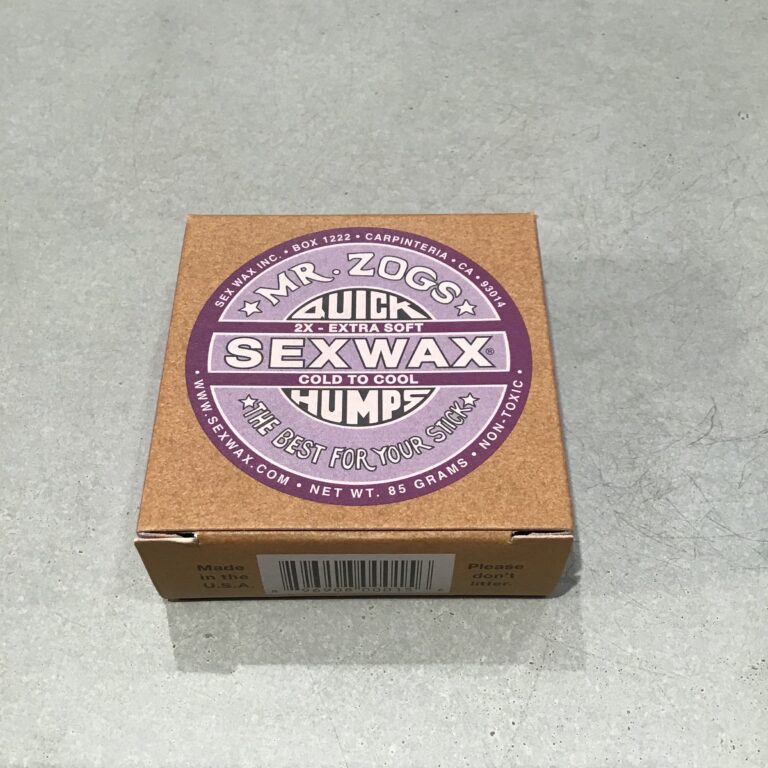 SEX WAX INC. • BOX 1222 • CARPINTERIA • CA • 93014
MR. ZOGS
QUICK
2X - EXTRA SOFT
SEXWAX®
COLD TO COOL
HUMPS
THE BEST FOR YOUR STICK
• WWW.SEXWAX.COM • NET WT. 85 GRAMS • NON-TOXIC •
Made
in the
U.S.A
Please
don't
litter.